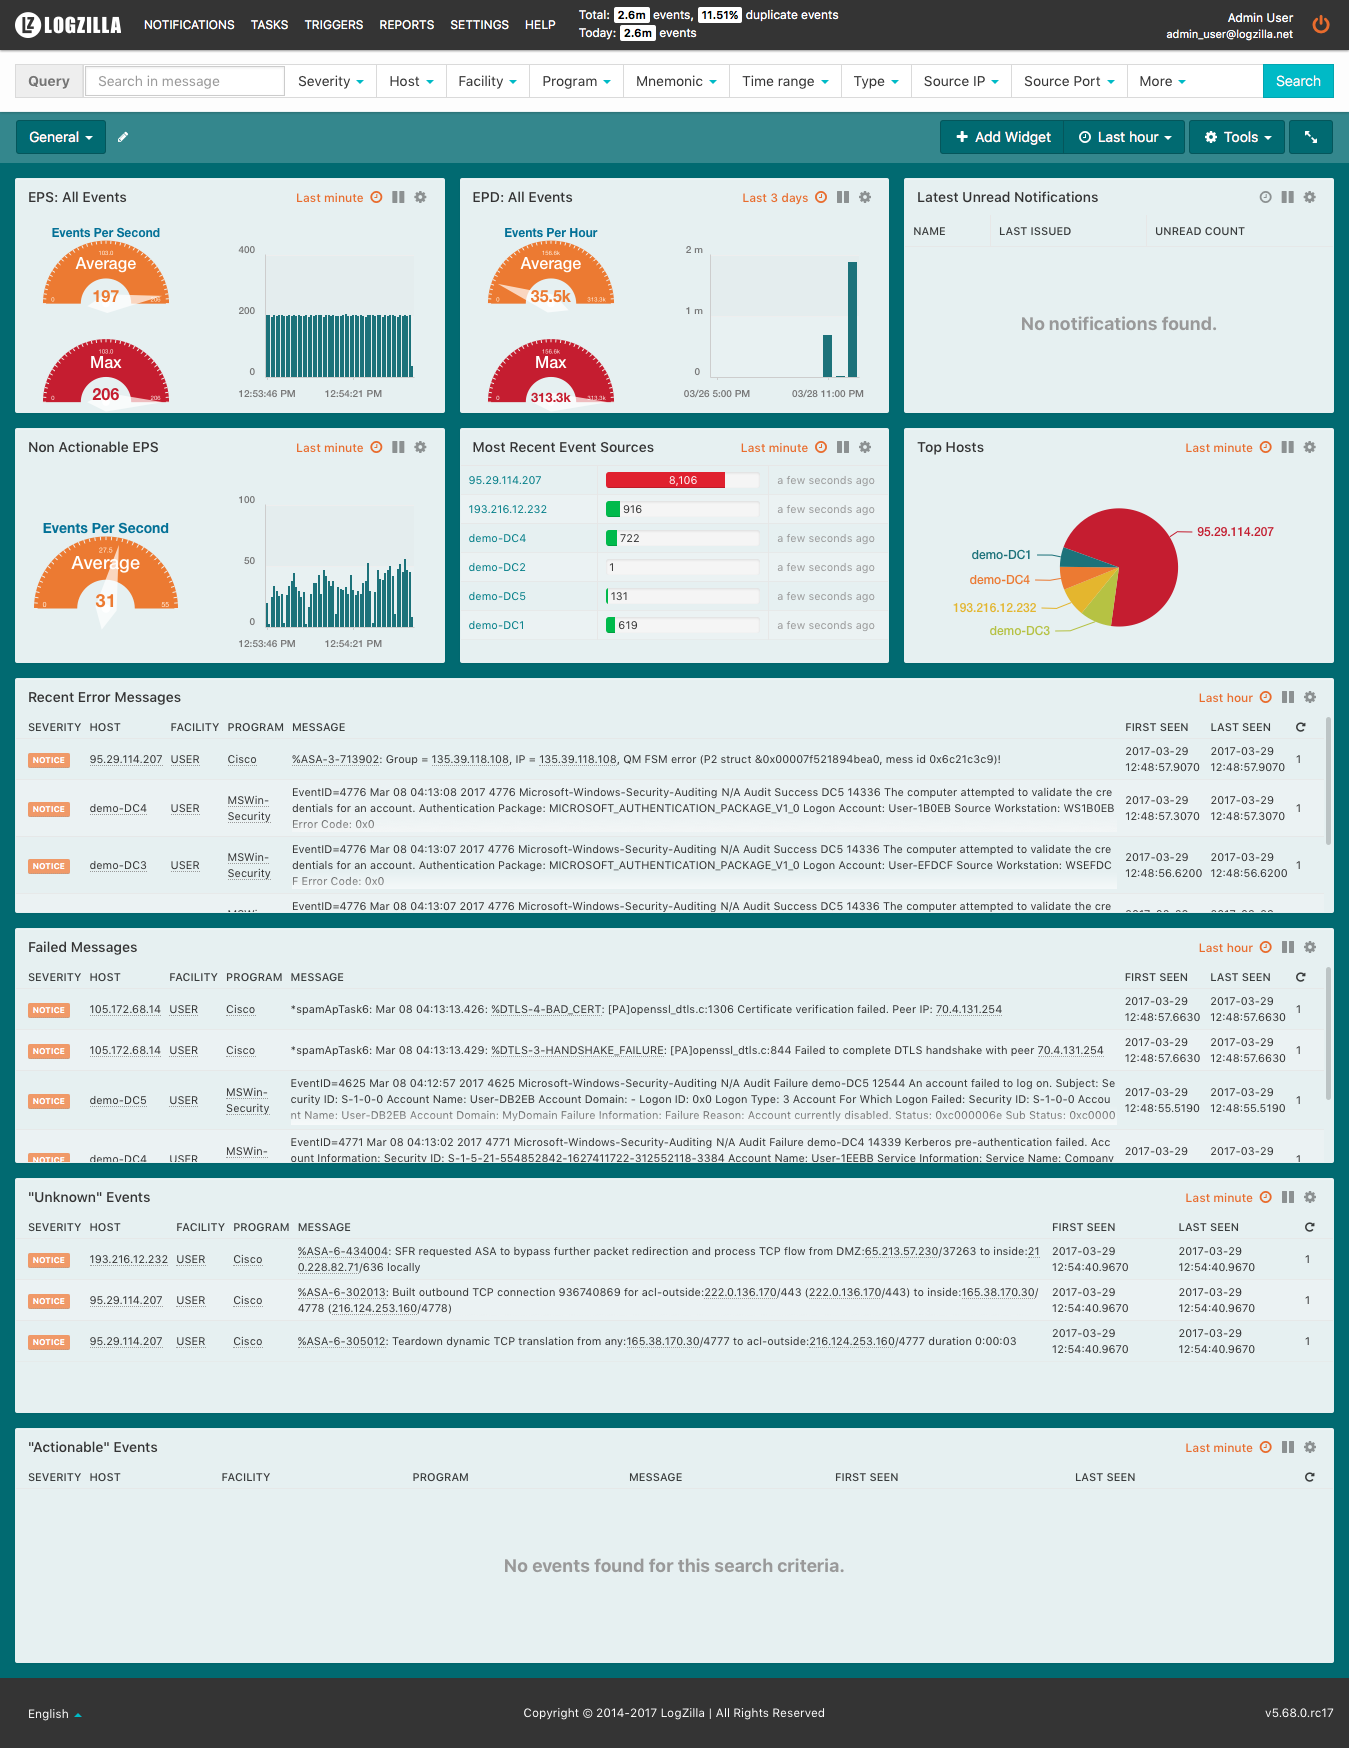 LOGZILLA NOTIFICATIONS TASKS TRIGGERS REPORTS SETTINGS HELP
Total: 2.6m events, 11.51% duplicate events
Today: 2.6m events
Admin User
admin_user@logzilla.net
Query Search in message Severity Host Facility Program Mnemonic Time range Type Source IP Source Port More Search
General Add Widget Last hour Tools
EPS: All Events Last minute
Events Per Second
103.0
Average
197
0 206
103.0
Max
206
0 206
400
200
0
12:53:46 PM 12:54:21 PM
EPD: All Events Last 3 days
Events Per Hour
156.6k
Average
35.5k
0 313.3k
156.6k
Max
313.3k
0 313.3k
2 m
1 m
0
03/26 5:00 PM 03/28 11:00 PM
Latest Unread Notifications
NAME LAST ISSUED UNREAD COUNT
No notifications found.
Non Actionable EPS Last minute
Events Per Second
27.5
Average
31
0 55
100
50
0
12:53:46 PM 12:54:21 PM
Most Recent Event Sources Last minute
95.29.114.207 8,106 a few seconds ago
193.216.12.232 916 a few seconds ago
demo-DC4 722 a few seconds ago
demo-DC2 1 a few seconds ago
demo-DC5 131 a few seconds ago
demo-DC1 619 a few seconds ago
Top Hosts Last minute
95.29.114.207
demo-DC1
demo-DC4
193.216.12.232
demo-DC3
Recent Error Messages Last hour
SEVERITY HOST FACILITY PROGRAM MESSAGE FIRST SEEN LAST SEEN
NOTICE 95.29.114.207 USER Cisco %ASA-3-713902: Group = 135.39.118.108, IP = 135.39.118.108, QM FSM error (P2 struct &0x00007f521894bea0, mess id 0x6c21c3c9)! 2017-03-29 12:48:57.9070 2017-03-29 12:48:57.9070 1
NOTICE demo-DC4 USER MSWin-Security EventID=4776 Mar 08 04:13:08 2017 4776 Microsoft-Windows-Security-Auditing N/A Audit Success DC5 14336 The computer attempted to validate the cre
dentials for an account. Authentication Package: MICROSOFT_AUTHENTICATION_PACKAGE_V1_0 Logon Account: User-1B0EB Source Workstation: WS1B0EB
Error Code: 0x0
2017-03-29 12:48:57.3070 2017-03-29 12:48:57.3070 1
NOTICE demo-DC3 USER MSWin-Security EventID=4776 Mar 08 04:13:07 2017 4776 Microsoft-Windows-Security-Auditing N/A Audit Success DC5 14336 The computer attempted to validate the cre
dentials for an account. Authentication Package: MICROSOFT_AUTHENTICATION_PACKAGE_V1_0 Logon Account: User-EFDCF Source Workstation: WSEFDC
F Error Code: 0x0
2017-03-29 12:48:56.6200 2017-03-29 12:48:56.6200 1
EventID=4776 Mar 08 04:13:07 2017 4776 Microsoft-Windows-Security-Auditing N/A Audit Success DC5 14336 The computer attempted to validate the cre
Failed Messages Last hour
SEVERITY HOST FACILITY PROGRAM MESSAGE FIRST SEEN LAST SEEN
NOTICE 105.172.68.14 USER Cisco *spamApTask6: Mar 08 04:13:13.426: %DTLS-4-BAD_CERT: [PA]openssl_dtls.c:1306 Certificate verification failed. Peer IP: 70.4.131.254 2017-03-29 12:48:57.6630 2017-03-29 12:48:57.6630 1
NOTICE 105.172.68.14 USER Cisco *spamApTask6: Mar 08 04:13:13.429: %DTLS-3-HANDSHAKE_FAILURE: [PA]openssl_dtls.c:844 Failed to complete DTLS handshake with peer 70.4.131.254 2017-03-29 12:48:57.6630 2017-03-29 12:48:57.6630 1
NOTICE demo-DC5 USER MSWin-Security EventID=4625 Mar 08 04:12:57 2017 4625 Microsoft-Windows-Security-Auditing N/A Audit Failure demo-DC5 12544 An account failed to log on. Subject: Se
curity ID: S-1-0-0 Account Name: User-DB2EB Account Domain: - Logon ID: 0x0 Logon Type: 3 Account For Which Logon Failed: Security ID: S-1-0-0 Accou
nt Name: User-DB2EB Account Domain: MyDomain Failure Information: Failure Reason: Account currently disabled. Status: 0xc000006e Sub Status: 0xc0000
2017-03-29 12:48:55.5190 2017-03-29 12:48:55.5190 1
NOTICE demo-DC4 USER MSWin- EventID=4771 Mar 08 04:13:02 2017 4771 Microsoft-Windows-Security-Auditing N/A Audit Failure demo-DC4 14339 Kerberos pre-authentication failed. Acc
ount Information: Security ID: S-1-5-21-554852842-1627411722-312552118-3384 Account Name: User-1EEBB Service Information: Service Name: Company
2017-03-29 2017-03-29 1
"Unknown" Events Last minute
SEVERITY HOST FACILITY PROGRAM MESSAGE FIRST SEEN LAST SEEN
NOTICE 193.216.12.232 USER Cisco %ASA-6-434004: SFR requested ASA to bypass further packet redirection and process TCP flow from DMZ:65.213.57.230/37263 to inside:21
0.228.82.71/636 locally
2017-03-29 12:54:40.9670 2017-03-29 12:54:40.9670 1
NOTICE 95.29.114.207 USER Cisco %ASA-6-302013: Built outbound TCP connection 936740869 for acl-outside:222.0.136.170/443 (222.0.136.170/443) to inside:165.38.170.30/
4778 (216.124.253.160/4778)
2017-03-29 12:54:40.9670 2017-03-29 12:54:40.9670 1
NOTICE 95.29.114.207 USER Cisco %ASA-6-305012: Teardown dynamic TCP translation from any:165.38.170.30/4777 to acl-outside:216.124.253.160/4777 duration 0:00:03 2017-03-29 12:54:40.9670 2017-03-29 12:54:40.9670 1
"Actionable" Events Last minute
SEVERITY HOST FACILITY PROGRAM MESSAGE FIRST SEEN LAST SEEN
No events found for this search criteria.
English Copyright © 2014-2017 LogZilla | All Rights Reserved v5.68.0.rc17